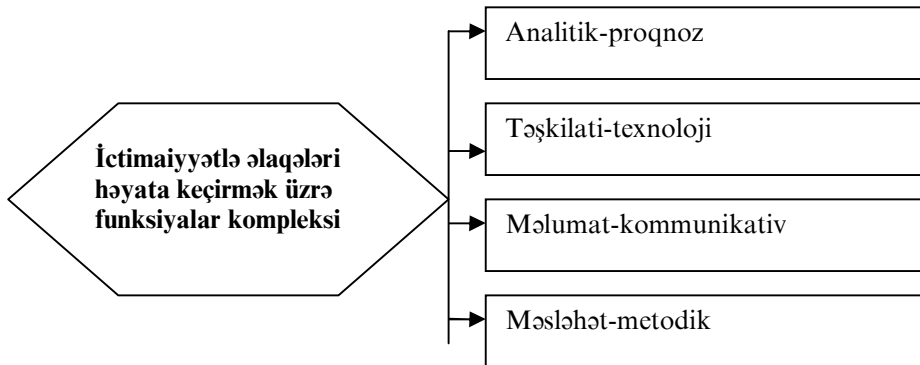 İctimaiyyətlə əlaqələri
həyata keçirmək üzrə
funksiyalar kompleksi
Analitik-proqnoz
Təşkilati-texnoloji
Məlumat-kommunikativ
Məsləhət-metodik